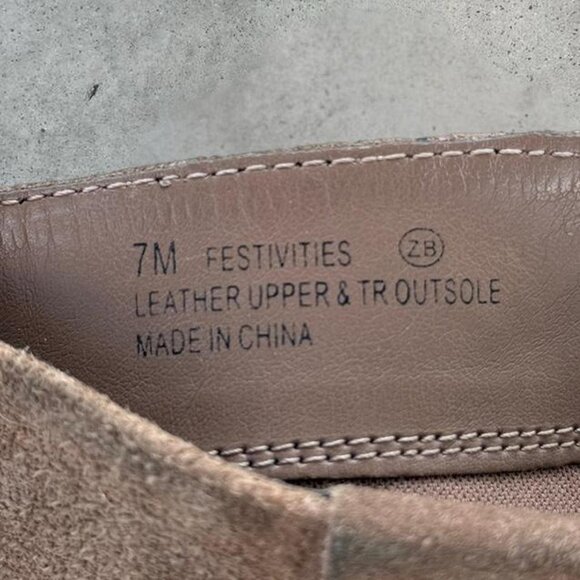 7M FESTIVITIES ZB
LEATHER UPPER & TR OUTSOLE
MADE IN CHINA